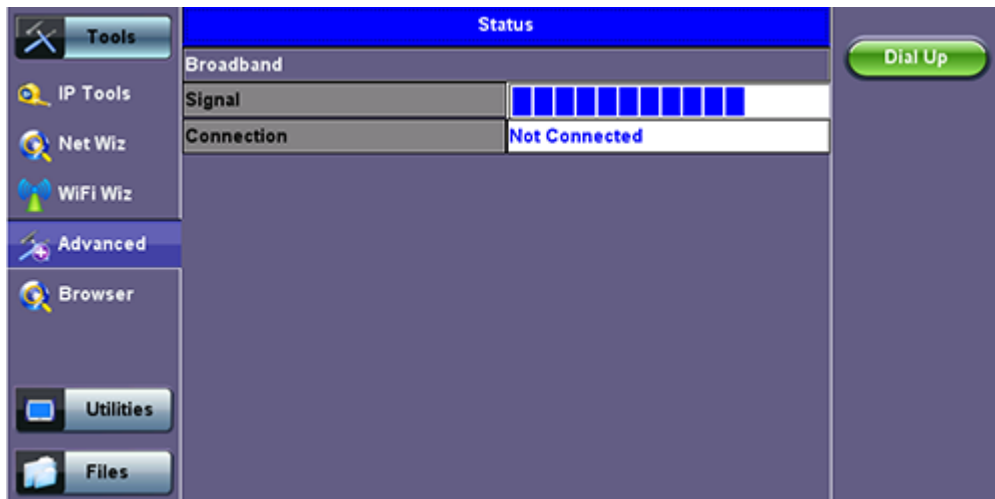 Tools
IP Tools
Net Wiz
WiFi Wiz
Advanced
Browser
Utilities
Files
Status
Broadband
Signal
Connection Not Connected
Dial Up